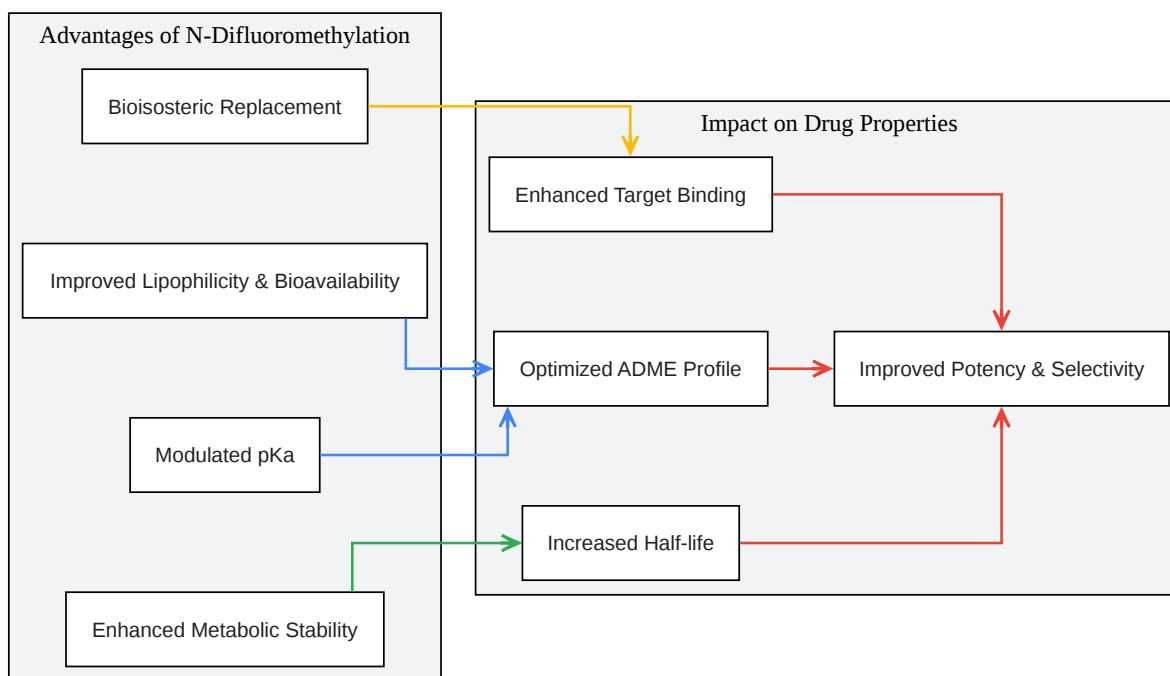 Advantages of N-Difluoromethylation
Bioisosteric Replacement
Improved Lipophilicity & Bioavailability
Modulated pKa
Enhanced Metabolic Stability
Impact on Drug Properties
Enhanced Target Binding
Optimized ADME Profile
Improved Potency & Selectivity
Increased Half-life